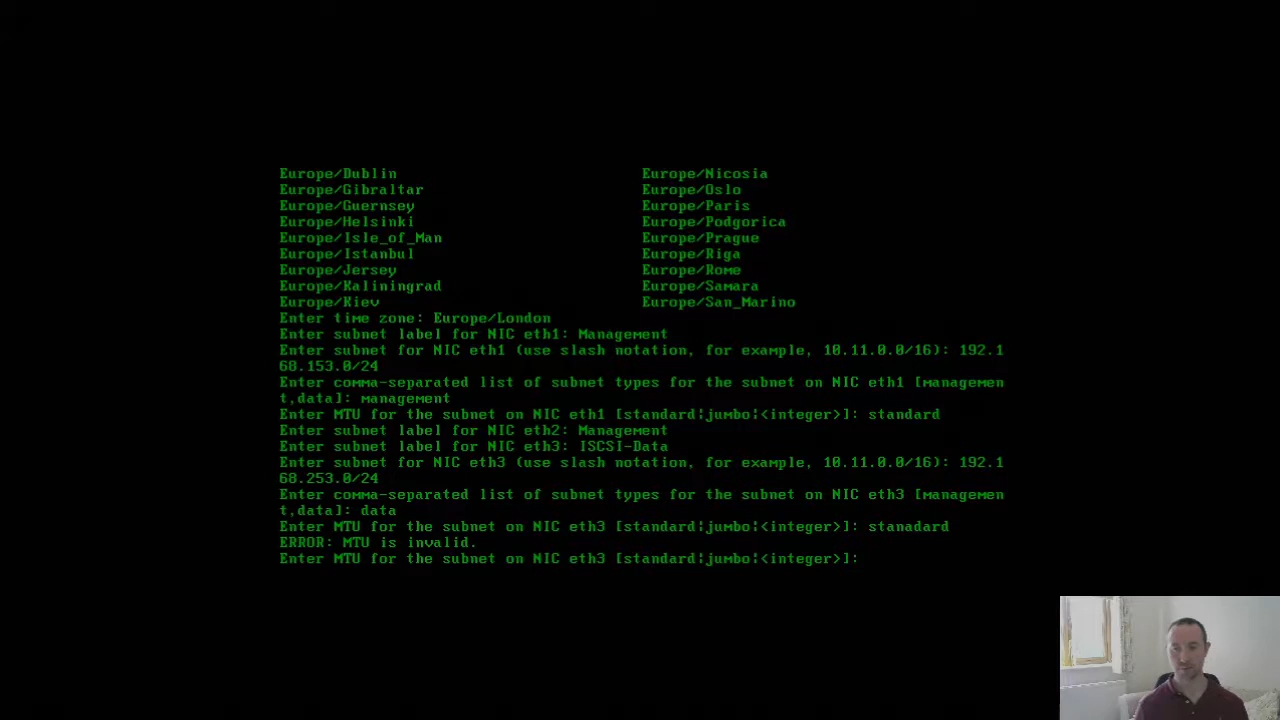 Europe/Dublin Europe/Nicosia
Europe/Gibraltar Europe/Oslo
Europe/Guernsey Europe/Paris
Europe/Helsinki Europe/Podgorica
Europe/Isle_of_Man Europe/Prague
Europe/Istanbul Europe/Riga
Europe/Jersey Europe/Rome
Europe/Kaliningrad Europe/Samara
Europe/Kiev Europe/San_Marino
Enter time zone: Europe/London
Enter subnet label for NIC eth1: Management
Enter subnet for NIC eth1 (use slash notation, for example, 10.11.0.0/16): 192.1
68.153.0/24
Enter comma-separated list of subnet types for the subnet on NIC eth1 [managemen
t,data]: management
Enter MTU for the subnet on NIC eth1 [standard|jumbo|<integer>]: standard
Enter subnet label for NIC eth2: Management
Enter subnet label for NIC eth3: ISCSI-Data
Enter subnet for NIC eth3 (use slash notation, for example, 10.11.0.0/16): 192.1
68.253.0/24
Enter comma-separated list of subnet types for the subnet on NIC eth3 [managemen
t,data]: data
Enter MTU for the subnet on NIC eth3 [standard|jumbo|<integer>]: stanadard
ERROR: MTU is invalid.
Enter MTU for the subnet on NIC eth3 [standard|jumbo|<integer>]: